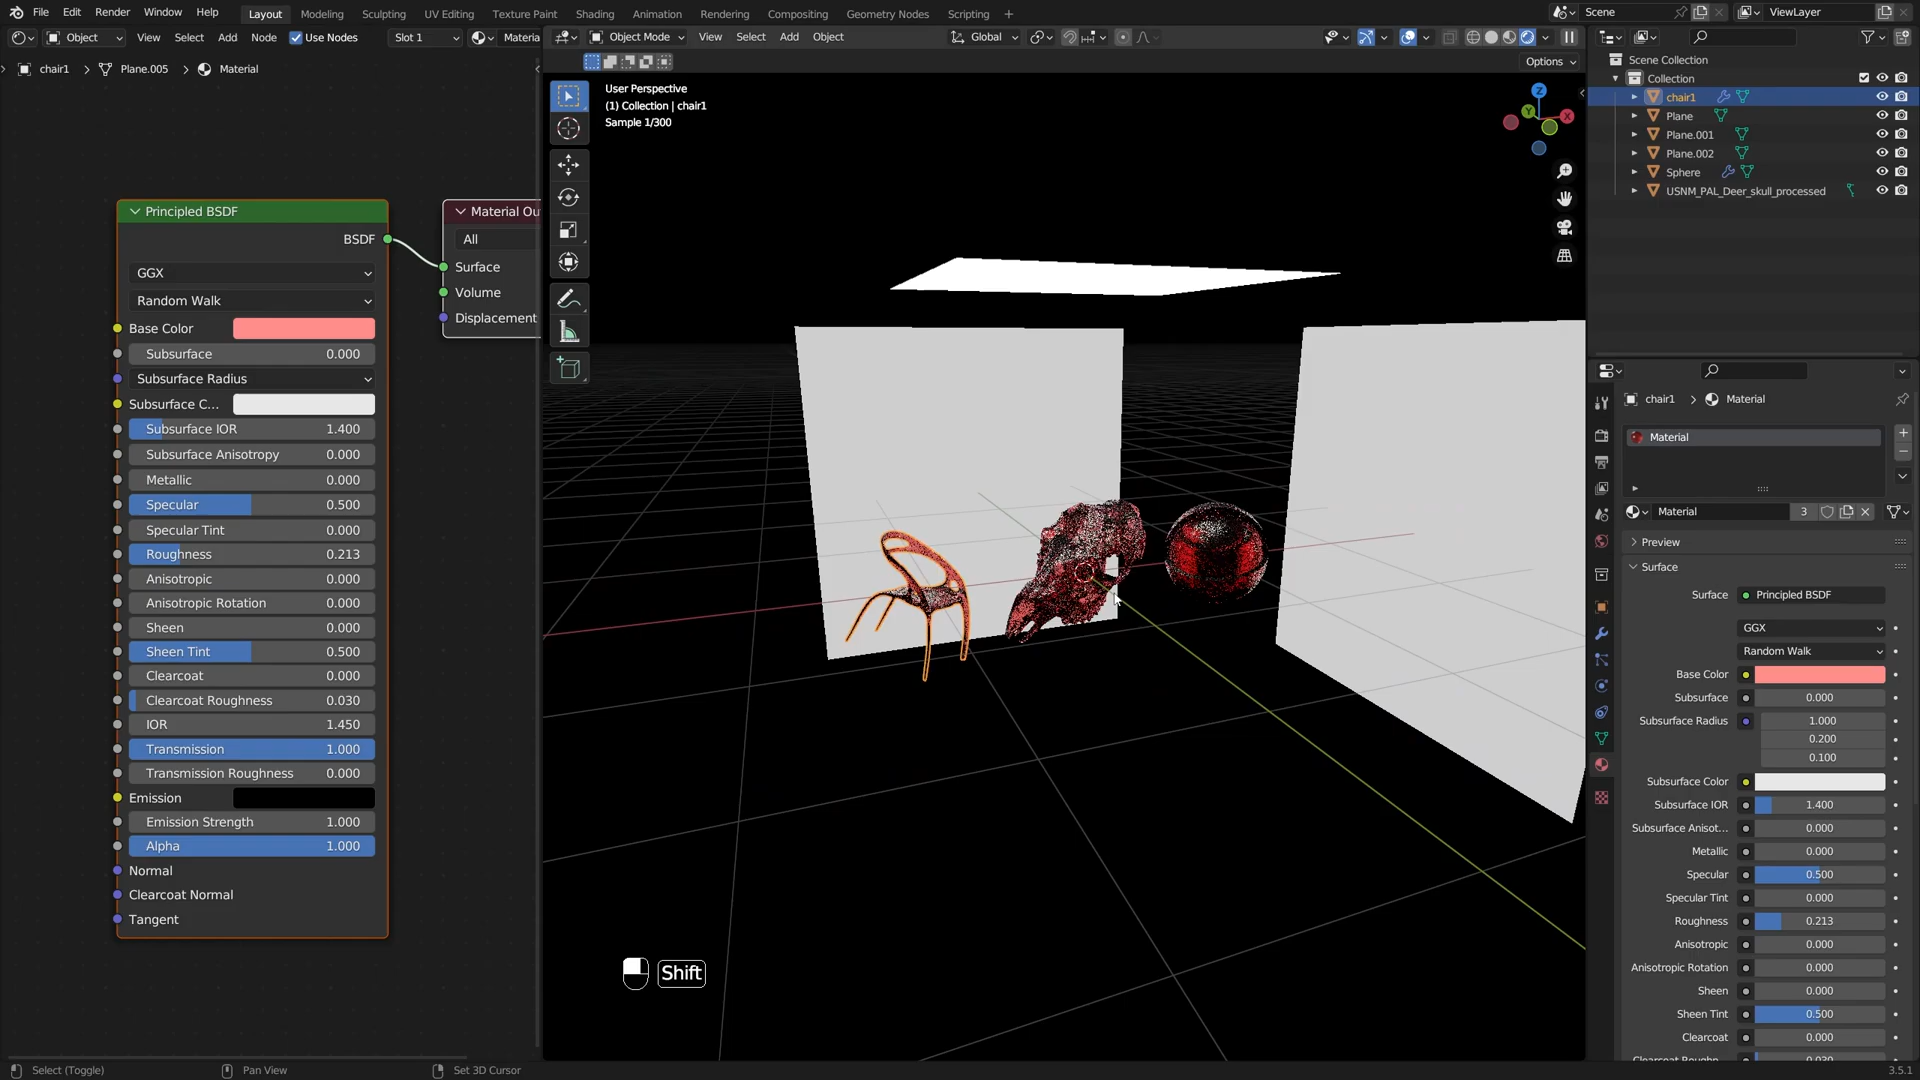 File Edit Render Window Help Layout Modeling Sculpting UV Editing Texture Paint Shading Animation Rendering Compositing Geometry Nodes Scripting + Scene ViewLayer
Object View Select Add Node Use Nodes Slot 1 Materia
Object Mode View Select Add Object Global
Options
chair1 > Plane.005 > Material
Principled BSDF
BSDF
GGX
Random Walk
Base Color
Subsurface 0.000
Subsurface Radius
Subsurface C...
Subsurface IOR 1.400
Subsurface Anisotropy 0.000
Metallic 0.000
Specular 0.500
Specular Tint 0.000
Roughness 0.213
Anisotropic 0.000
Anisotropic Rotation 0.000
Sheen 0.000
Sheen Tint 0.500
Clearcoat 0.000
Clearcoat Roughness 0.030
IOR 1.450
Transmission 1.000
Transmission Roughness 0.000
Emission
Emission Strength 1.000
Alpha 1.000
Normal
Clearcoat Normal
Tangent
Material Ou
All
Surface
Volume
Displacement
User Perspective
(1) Collection | chair1
Sample 1/300
Z
Y
X
Shift
Scene Collection
Collection
chair1
Plane
Plane.001
Plane.002
Sphere
USNM_PAL_Deer_skull_processed
chair1 > Material
Material
Material 3
Preview
Surface
Surface Principled BSDF
GGX
Random Walk
Base Color
Subsurface 0.000
Subsurface Radius 1.000
0.200
0.100
Subsurface Color
Subsurface IOR 1.400
Subsurface Anisot... 0.000
Metallic 0.000
Specular 0.500
Specular Tint 0.000
Roughness 0.213
Anisotropic 0.000
Anisotropic Rotation 0.000
Sheen 0.000
Sheen Tint 0.500
Clearcoat 0.000
Clearcoat Roughn... 0.030
Select (Toggle) Pan View Set 3D Cursor 3.5.1